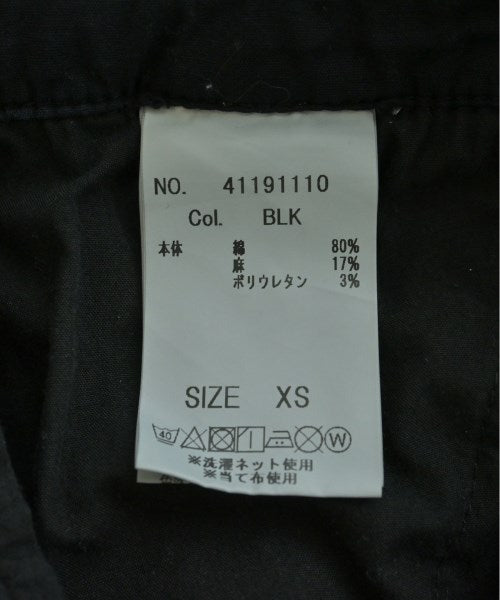 NO. 41191110
Col. BLK
本体 綿 80%
麻 17%
ポリウレタン 3%
SIZE XS
40 W
※洗濯ネット使用
※当て布使用